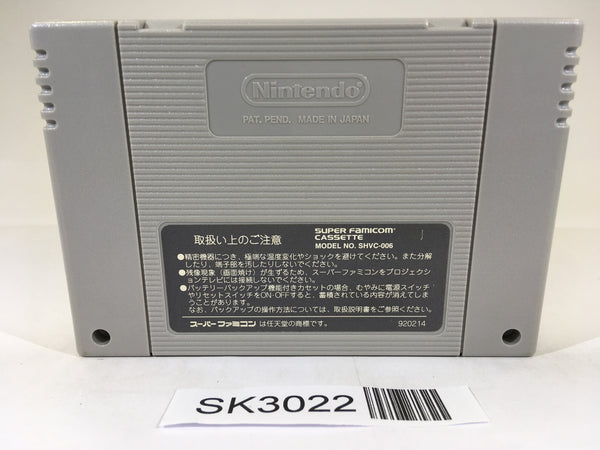 Nintendo
PAT. PEND. MADE IN JAPAN
取扱い上のご注意
SUPER FAMICOM
CASSETTE
MODEL NO. SHVC-006
●精密機器につき、極端な温度変化やショックを避けてください。また分解
したり、端子部を汚したりしないでください。
●残像現象（画面焼け）が生ずるため、スーパーファミコンをプロジェクシ
ョンテレビには接続しないでください。
●バッテリーバックアップ機能付きカセットの場合、むやみに電源スイッチ
やリセットスイッチをON-OFFすると、蓄積されている内容が消えてしま
うことがあります。
なお、バックアップの操作方法については、取扱説明書をご参照ください。
スーパーファミコン は任天堂の商標です。
920214
SK3022